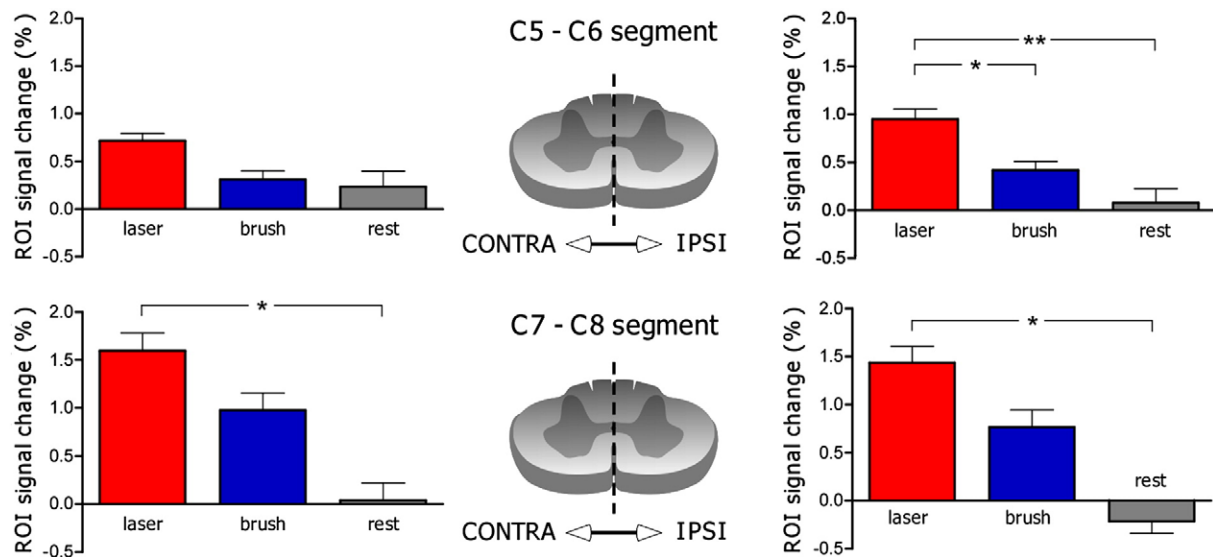 ROI signal change (%)
2.0
1.5
1.0
0.5
0.0
-0.5
laser brush rest
C5 - C6 segment
CONTRA IPSI
ROI signal change (%)
2.0
1.5
1.0
0.5
0.0
-0.5
**
*
laser brush rest
ROI signal change (%)
2.0
1.5
1.0
0.5
0.0
-0.5
*
laser brush rest
C7 - C8 segment
CONTRA IPSI
ROI signal change (%)
2.0
1.5
1.0
0.5
0.0
-0.5
*
rest
laser brush